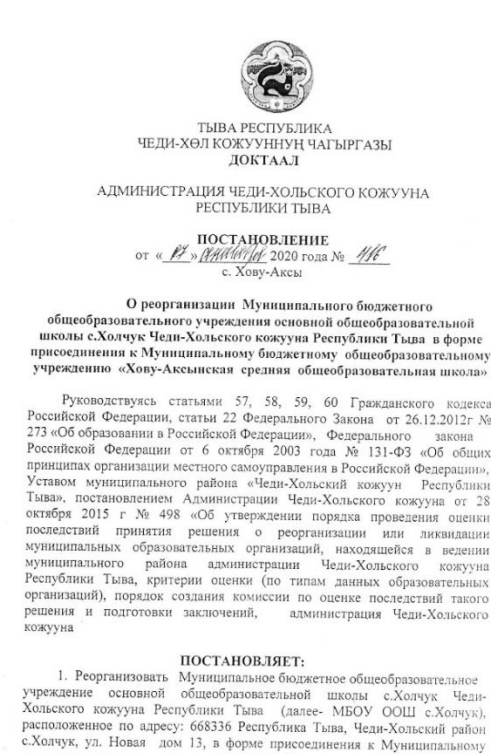 ТЫВА РЕСПУБЛИКА
ЧЕДИ-ХӨЛ КОЖУУННУҢ ЧАГЫРГАЗЫ
ДОКТААЛ
АДМИНИСТРАЦИЯ ЧЕДИ-ХОЛЬСКОГО КОЖУУНА
РЕСПУБЛИКИ ТЫВА
ПОСТАНОВЛЕНИЕ
от « » 2020 года №
с. Хову-Аксы
О реорганизации Муниципального бюджетного
общеобразовательного учреждения основной общеобразовательной
школы с.Холчук Чеди-Хольского кожууна Республики Тыва в форме
присоединения к Муниципальному бюджетному общеобразовательному
учреждению «Хову-Аксынская средняя общеобразовательная школа»
Руководствуясь статьями 57, 58, 59, 60 Гражданского кодекса
Российской Федерации, статьи 22 Федерального Закона от 26.12.2012г №
273 «Об образовании в Российской Федерации», Федерального закона
Российской Федерации от 6 октября 2003 года № 131-ФЗ «Об общих
принципах организации местного самоуправления в Российской Федерации»,
Уставом муниципального района «Чеди-Хольский кожуун Республики
Тыва», постановлением Администрации Чеди-Хольского кожууна от 28
октября 2015 г № 498 «Об утверждении порядка проведения оценки
последствий принятия решения о реорганизации или ликвидации
муниципальных образовательных организаций, находящейся в ведении
муниципального района администрации Чеди-Хольского кожууна
Республики Тыва, критерии оценки (по типам данных образовательных
организаций), порядок создания комиссии по оценке последствий такого
решения и подготовки заключений, администрация Чеди-Хольского
кожууна
ПОСТАНОВЛЯЕТ:
1. Реорганизовать Муниципальное бюджетное общеобразовательное
учреждение основной общеобразовательной школы с.Холчук Чеди-
Хольского кожууна Республики Тыва (далее- МБОУ ООШ с.Холчук),
расположенное по адресу: 668336 Республика Тыва, Чеди-Хольский район
с.Холчук, ул. Новая дом 13, в форме присоединения к Муниципальному